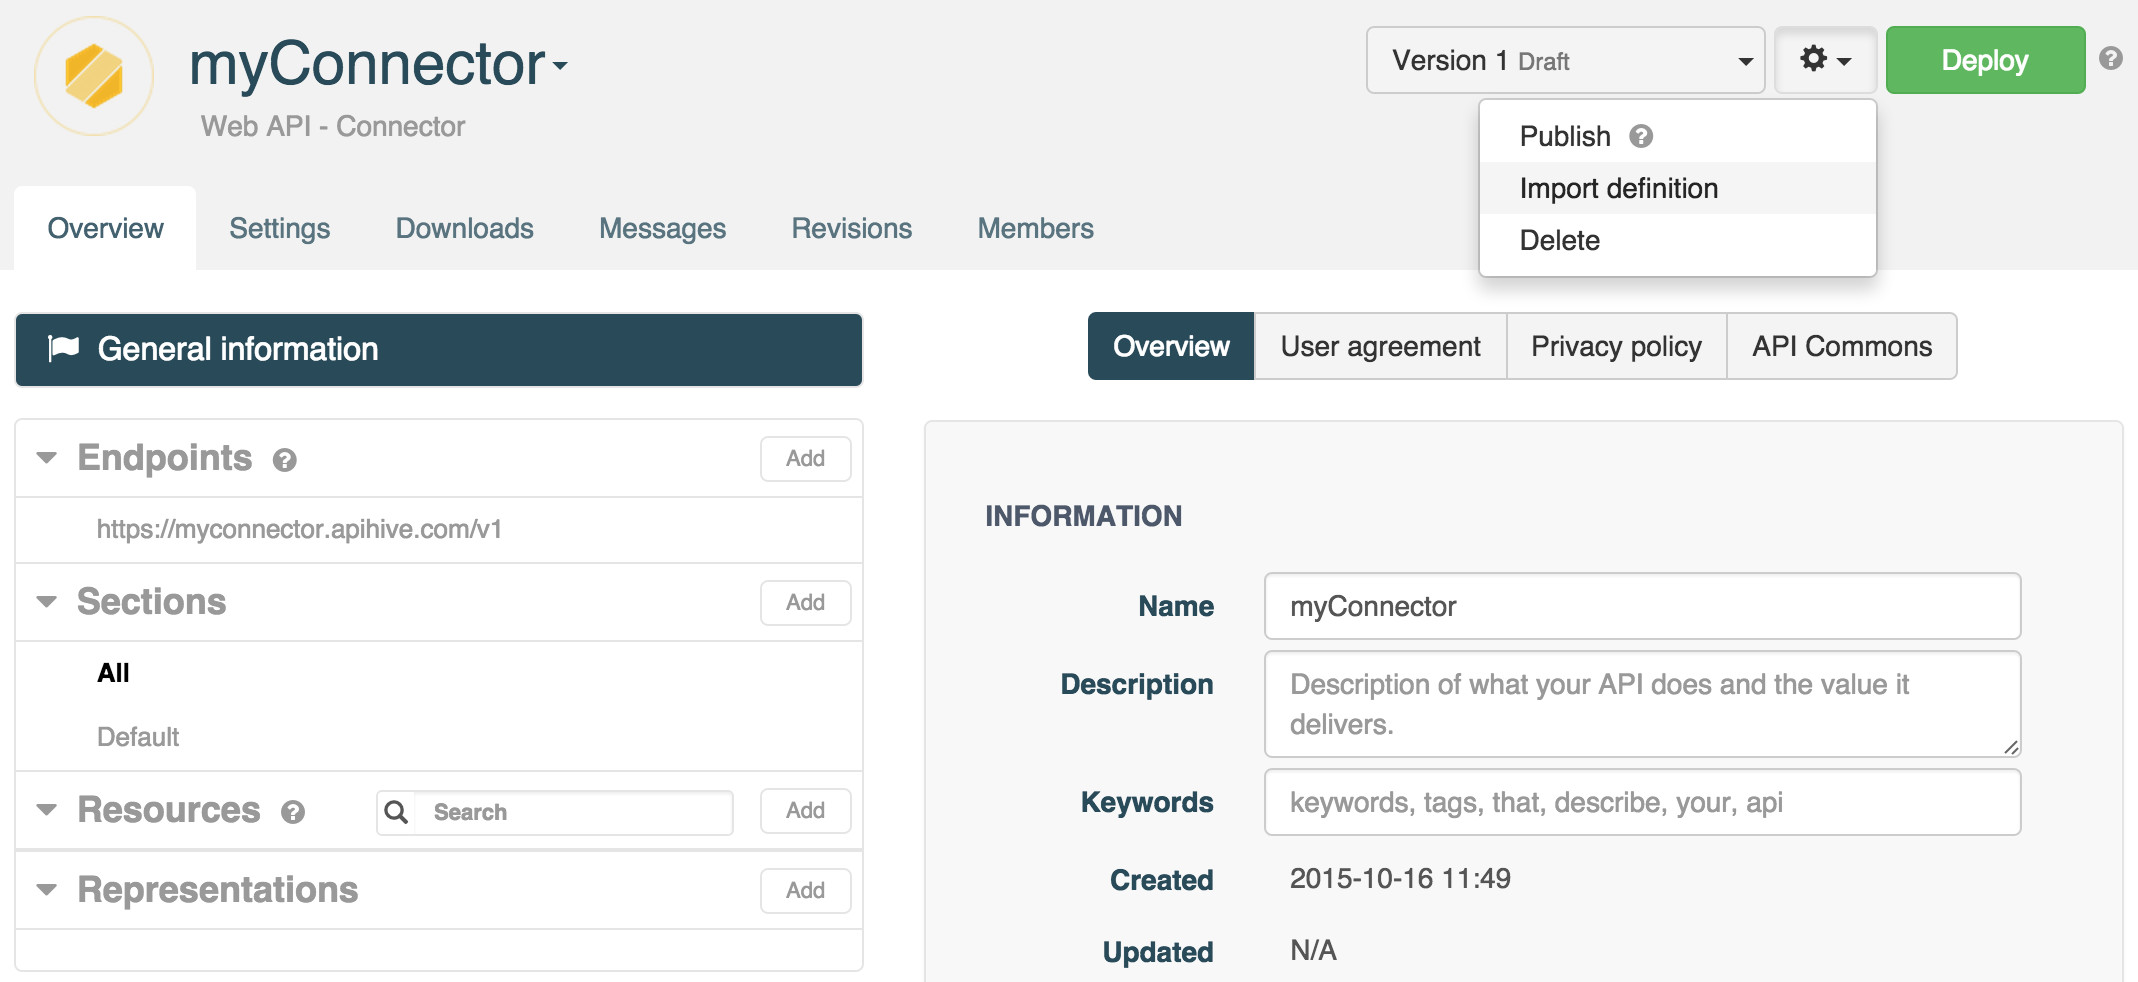 myConnector
Web API - Connector
Version 1 Draft
Deploy
Publish
Import definition
Delete
Overview
Settings
Downloads
Messages
Revisions
Members
General information
Endpoints
Add
https://myconnector.apihive.com/v1
Sections
Add
All
Default
Resources
Search
Add
Representations
Add
Overview
User agreement
Privacy policy
API Commons
INFORMATION
Name
myConnector
Description
Description of what your API does and the value it
delivers.
Keywords
keywords, tags, that, describe, your, api
Created
2015-10-16 11:49
Updated
N/A